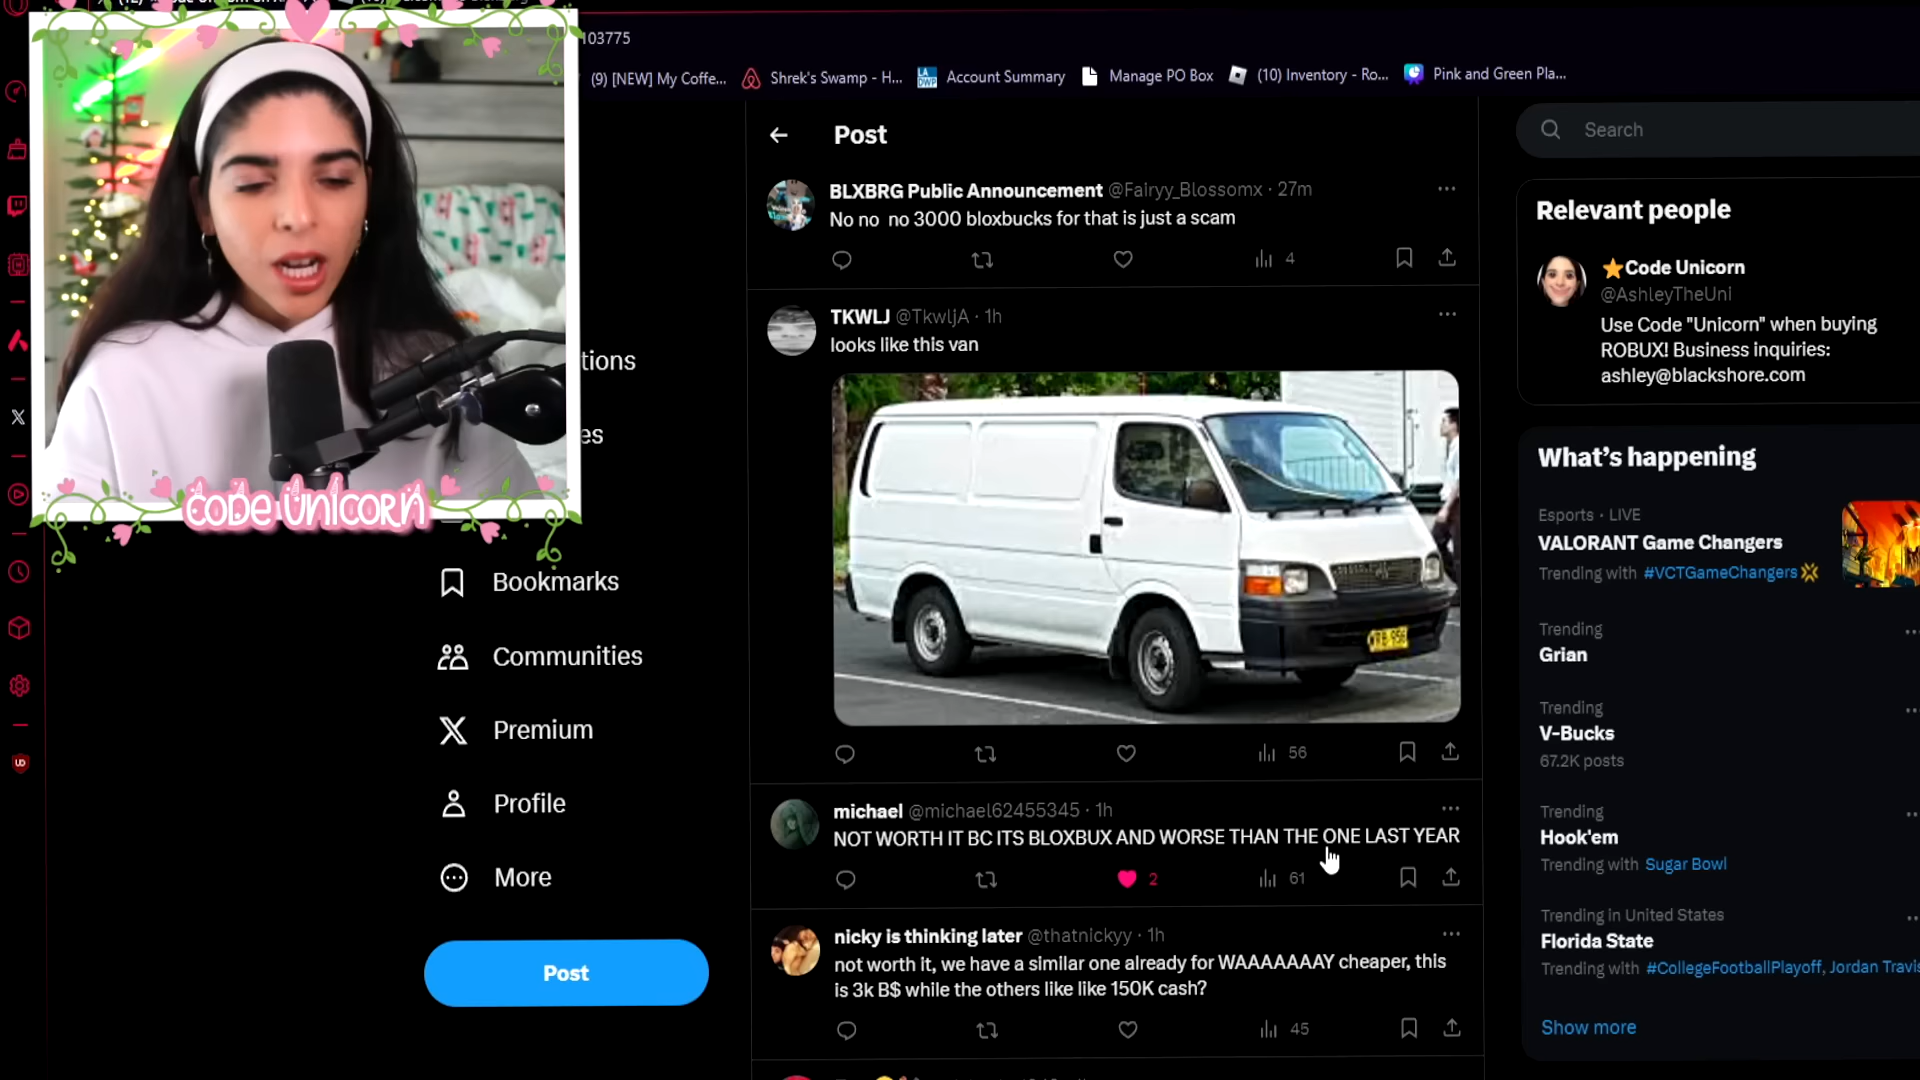 103775
(9) [NEW] My Coffe...
Shrek's Swamp - H...
Account Summary
Manage PO Box
(10) Inventory - Ro...
Pink and Green Pla...
CODE UNICORN
tions
es
Bookmarks
Communities
Premium
Profile
More
Post
Post
BLXBRG Public Announcement @Fairyy_Blossomx · 27m
No no no 3000 bloxbucks for that is just a scam
4
TKWLJ @TkwljA · 1h
looks like this van
56
michael @michael62455345 · 1h
NOT WORTH IT BC ITS BLOXBUX AND WORSE THAN THE ONE LAST YEAR
2
61
nicky is thinking later @thatnickyy · 1h
not worth it, we have a similar one already for WAAAAAAAY cheaper, this
is 3k B$ while the others like like 150K cash?
45
Search
Relevant people
Code Unicorn
@AshleyTheUni
Use Code "Unicorn" when buying
ROBUX! Business inquiries:
ashley@blackshore.com
What's happening
Esports · LIVE
VALORANT Game Changers
Trending with #VCTGameChangers
Trending
Grian
Trending
V-Bucks
67.2K posts
Trending
Hook'em
Trending with Sugar Bowl
Trending in United States
Florida State
Trending with #CollegeFootballPlayoff, Jordan Travis
Show more